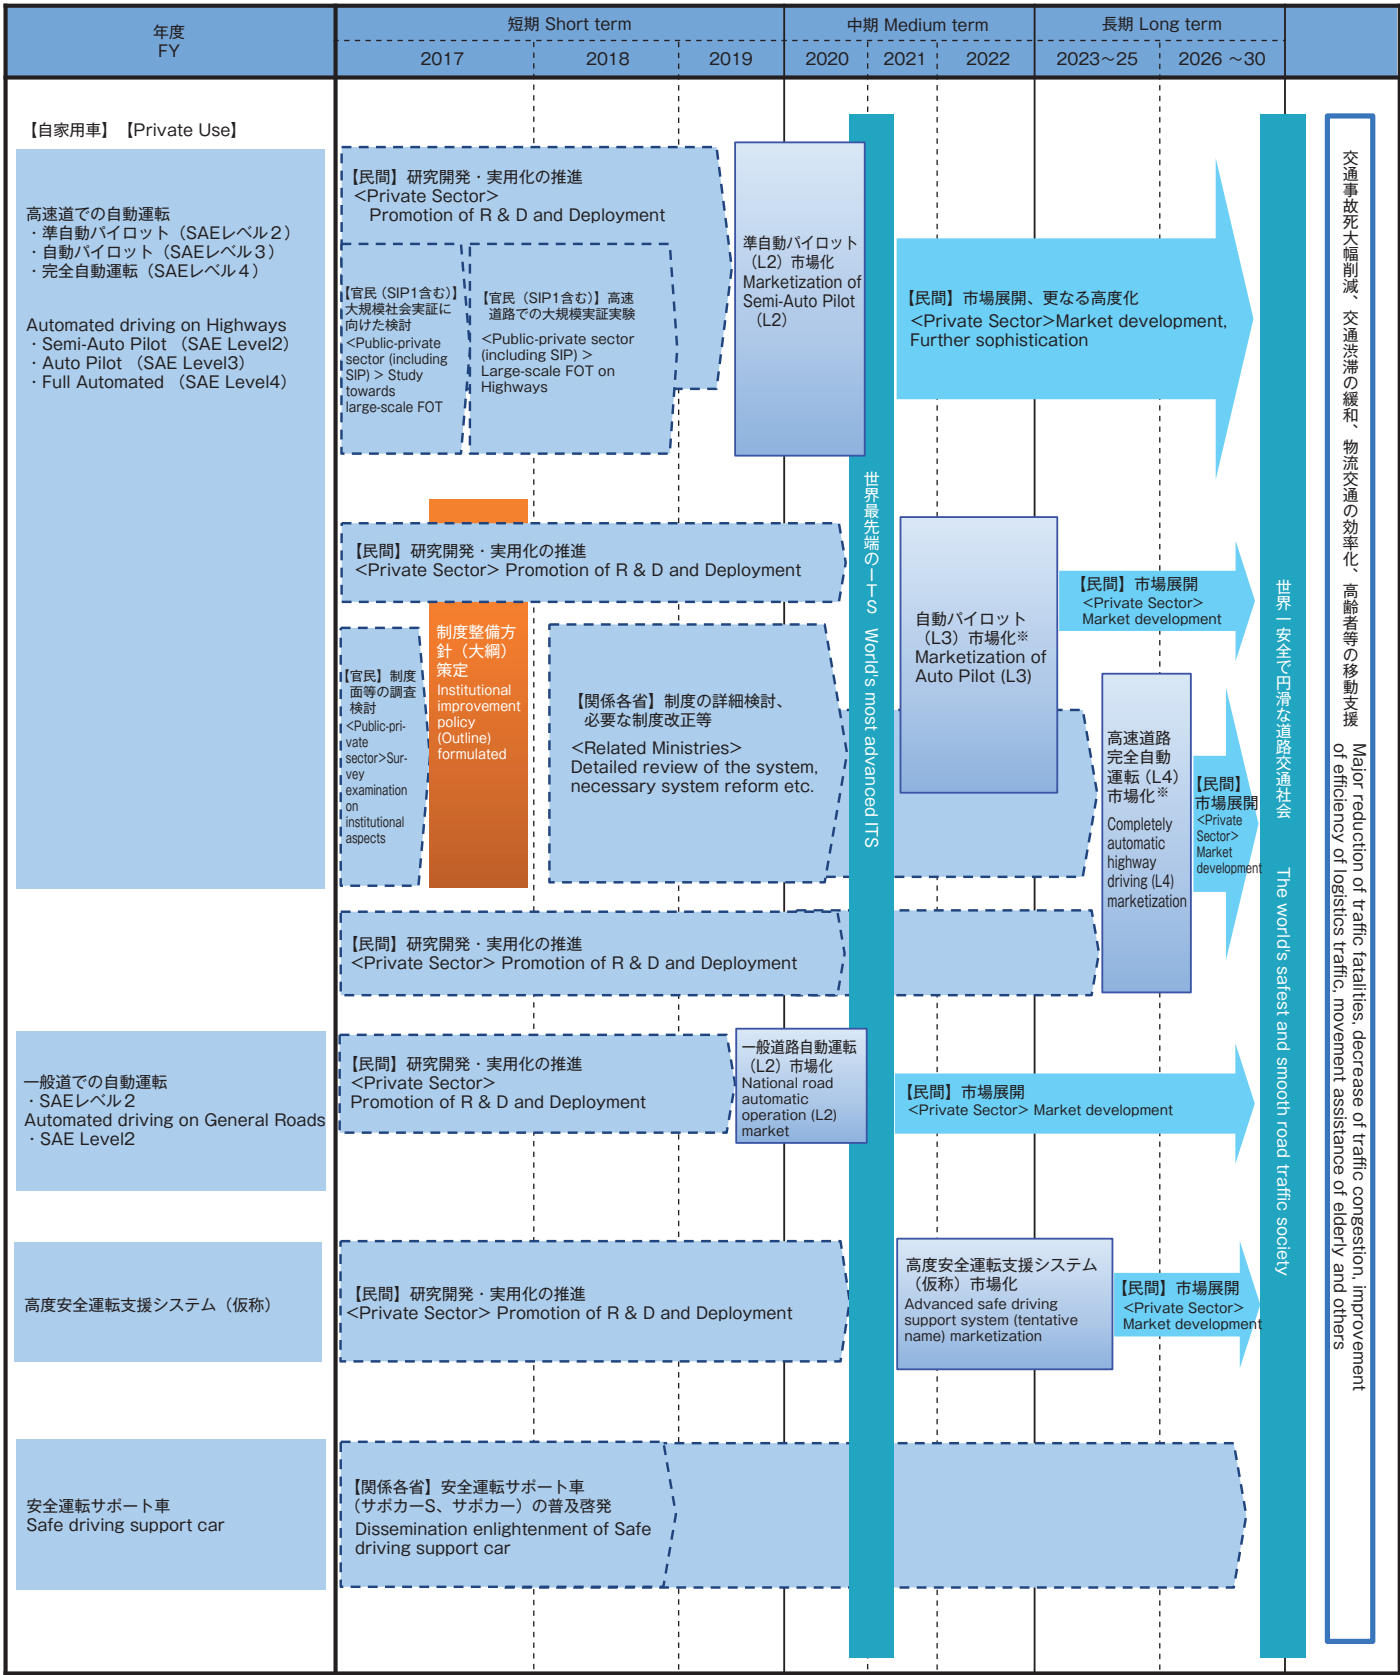 年度
FY
短期 Short term
中期 Medium term
長期 Long term
2017
2018
2019
2020
2021
2022
2023～25
2026 ～30
【自家用車】【Private Use】
高速道での自動運転
・準自動パイロット（SAEレベル２）
・自動パイロット（SAEレベル３）
・完全自動運転（SAEレベル４）
Automated driving on Highways
・Semi-Auto Pilot （SAE Level2）
・Auto Pilot （SAE Level3）
・Full Automated （SAE Level4）
【民間】研究開発・実用化の推進
<Private Sector>
Promotion of R & D and Deployment
【官民（SIP1含む）】
大規模社会実証に
向けた検討
<Public-private
sector (including
SIP) > Study
towards
large-scale FOT
【官民（SIP1含む）】高速
道路での大規模実証実験
<Public-private sector
(including SIP) >
Large-scale FOT on
Highways
準自動パイロット
（L2）市場化
Marketization of
Semi-Auto Pilot
(L2)
【民間】市場展開、更なる高度化
<Private Sector>Market development,
Further sophistication
【民間】研究開発・実用化の推進
<Private Sector> Promotion of R & D and Deployment
【官民】制度
面等の調査
検討
<Public-pri-
vate
sector>Sur-
vey
examination
on
institutional
aspects
制度整備方
針（大綱）
策定
Institutional
improvement
policy
(Outline)
formulated
【関係各省】制度の詳細検討、
必要な制度改正等
<Related Ministries>
Detailed review of the system,
necessary system reform etc.
自動パイロット
（L3）市場化※
Marketization of
Auto Pilot (L3)
【民間】市場展開
<Private Sector>
Market development
高速道路
完全自動
運転（L4）
市場化※
Completely
automatic
highway
driving (L4)
marketization
【民間】
市場展開
<Private
Sector>
Market
development
【民間】研究開発・実用化の推進
<Private Sector> Promotion of R & D and Deployment
一般道での自動運転
・SAEレベル２
Automated driving on General Roads
・SAE Level2
【民間】研究開発・実用化の推進
<Private Sector>
Promotion of R & D and Deployment
一般道路自動運転
（L2）市場化
National road
automatic
operation (L2)
market
【民間】市場展開
<Private Sector> Market development
高度安全運転支援システム（仮称）
【民間】研究開発・実用化の推進
<Private Sector> Promotion of R & D and Deployment
高度安全運転支援システム
（仮称）市場化
Advanced safe driving
support system (tentative
name) marketization
【民間】市場展開
<Private Sector>
Market development
安全運転サポート車
Safe driving support car
【関係各省】安全運転サポート車
（サポカーS、サポカー）の普及啓発
Dissemination enlightenment of Safe
driving support car
世界最先端のITS World's most advanced ITS
世界一安全で円滑な道路交通社会 The world's safest and smooth road traffic society
交通事故死大幅削減、交通渋滞の緩和、物流交通の効率化、高齢者等の移動支援
Major reduction of traffic fatalities, decrease of traffic congestion, improvement
of efficiency of logistics traffic, movement assistance of elderly and others